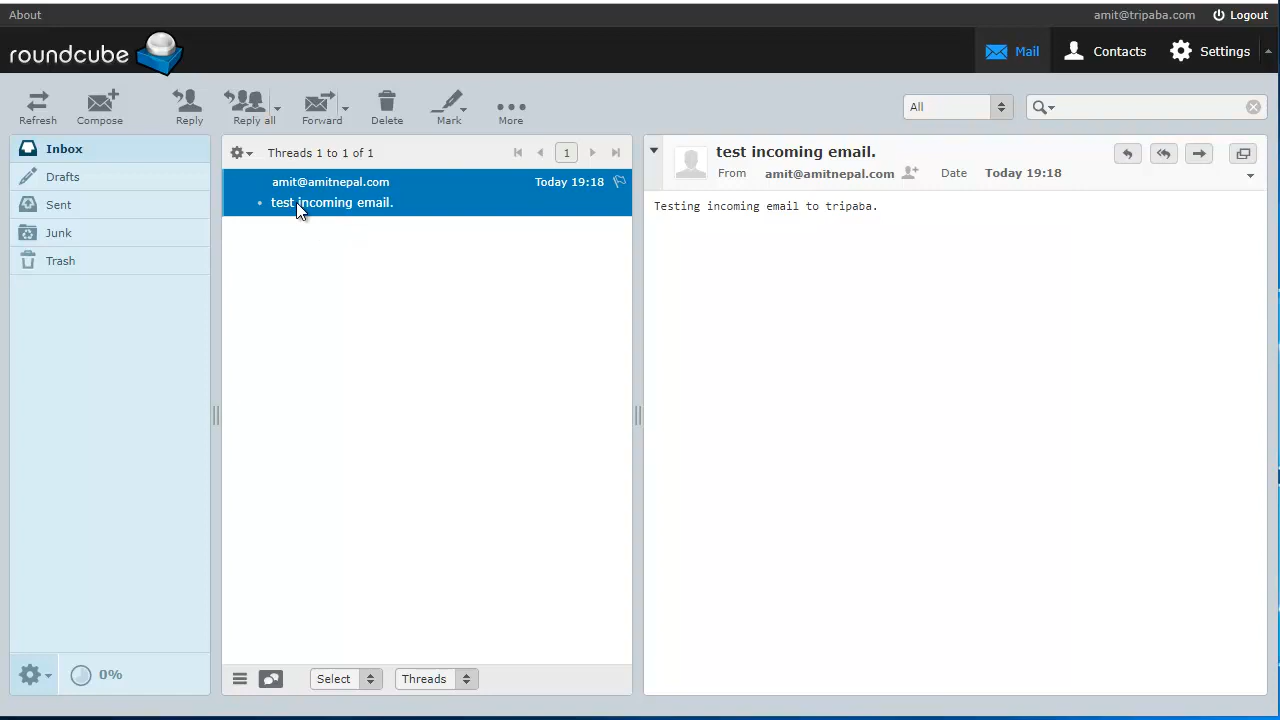 About
amit@tripaba.com
Logout
roundcube
Mail
Contacts
Settings
Refresh
Compose
Reply
Reply all
Forward
Delete
Mark
More
All
Inbox
Drafts
Sent
Junk
Trash
0%
Threads 1 to 1 of 1
1
amit@amitnepal.com
Today 19:18
• test incoming email.
Select
Threads
test incoming email.
From amit@amitnepal.com Date Today 19:18
Testing incoming email to tripaba.